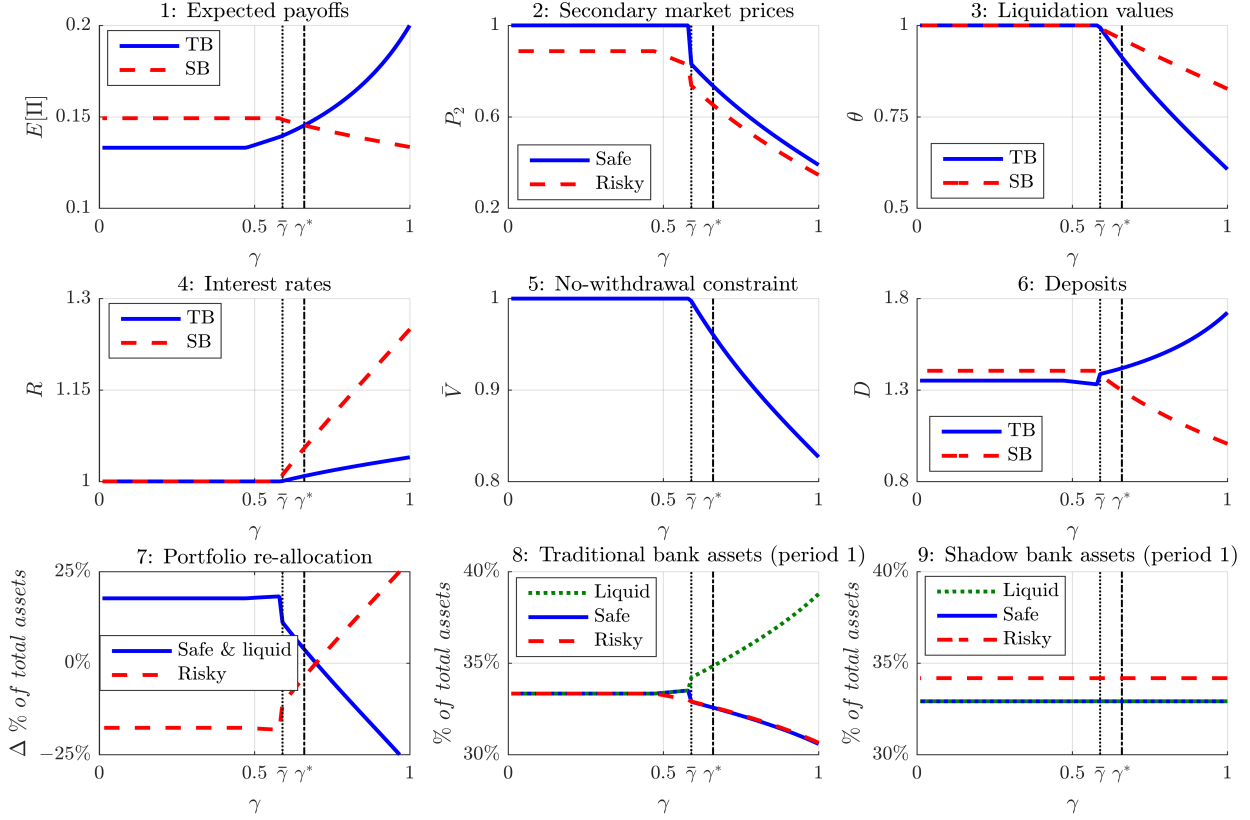 1: Expected payoffs
0.2
0.15
0.1
E[Π]
TB
SB
0
0.5
γ̄
γ*
1
γ
2: Secondary market prices
1
0.6
0.2
P₂
Safe
Risky
0
0.5
γ̄
γ*
1
γ
3: Liquidation values
1
0.75
0.5
θ
TB
SB
0
0.5
γ̄
γ*
1
γ
4: Interest rates
1.3
1.15
1
R
TB
SB
0
0.5
γ̄
γ*
1
γ
5: No-withdrawal constraint
1
0.9
0.8
V̄
0
0.5
γ̄
γ*
1
γ
6: Deposits
1.8
1.3
0.8
D
TB
SB
0
0.5
γ̄
γ*
1
γ
7: Portfolio re-allocation
25%
0%
−25%
Δ % of total assets
Safe & liquid
Risky
0
0.5
γ̄
γ*
1
γ
8: Traditional bank assets (period 1)
40%
35%
30%
% of total assets
Liquid
Safe
Risky
0
0.5
γ̄
γ*
1
γ
9: Shadow bank assets (period 1)
40%
35%
30%
% of total assets
Liquid
Safe
Risky
0
0.5
γ̄
γ*
1
γ